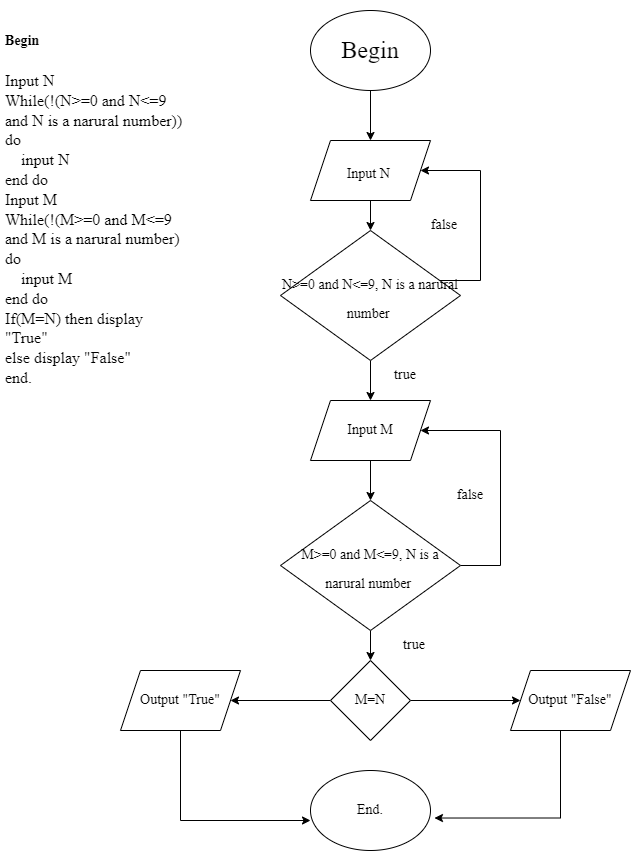 Begin
Input N
While(!(N>=0 and N<=9
and N is a narural number))
do
input N
end do
Input M
While(!(M>=0 and M<=9
and M is a narural number)
do
input M
end do
If(M=N) then display
"True"
else display "False"
end.
Begin
Input N
false
N>=0 and N<=9, N is a narural
number
true
Input M
false
M>=0 and M<=9, N is a
narural number
true
Output "True"
M=N
Output "False"
End.